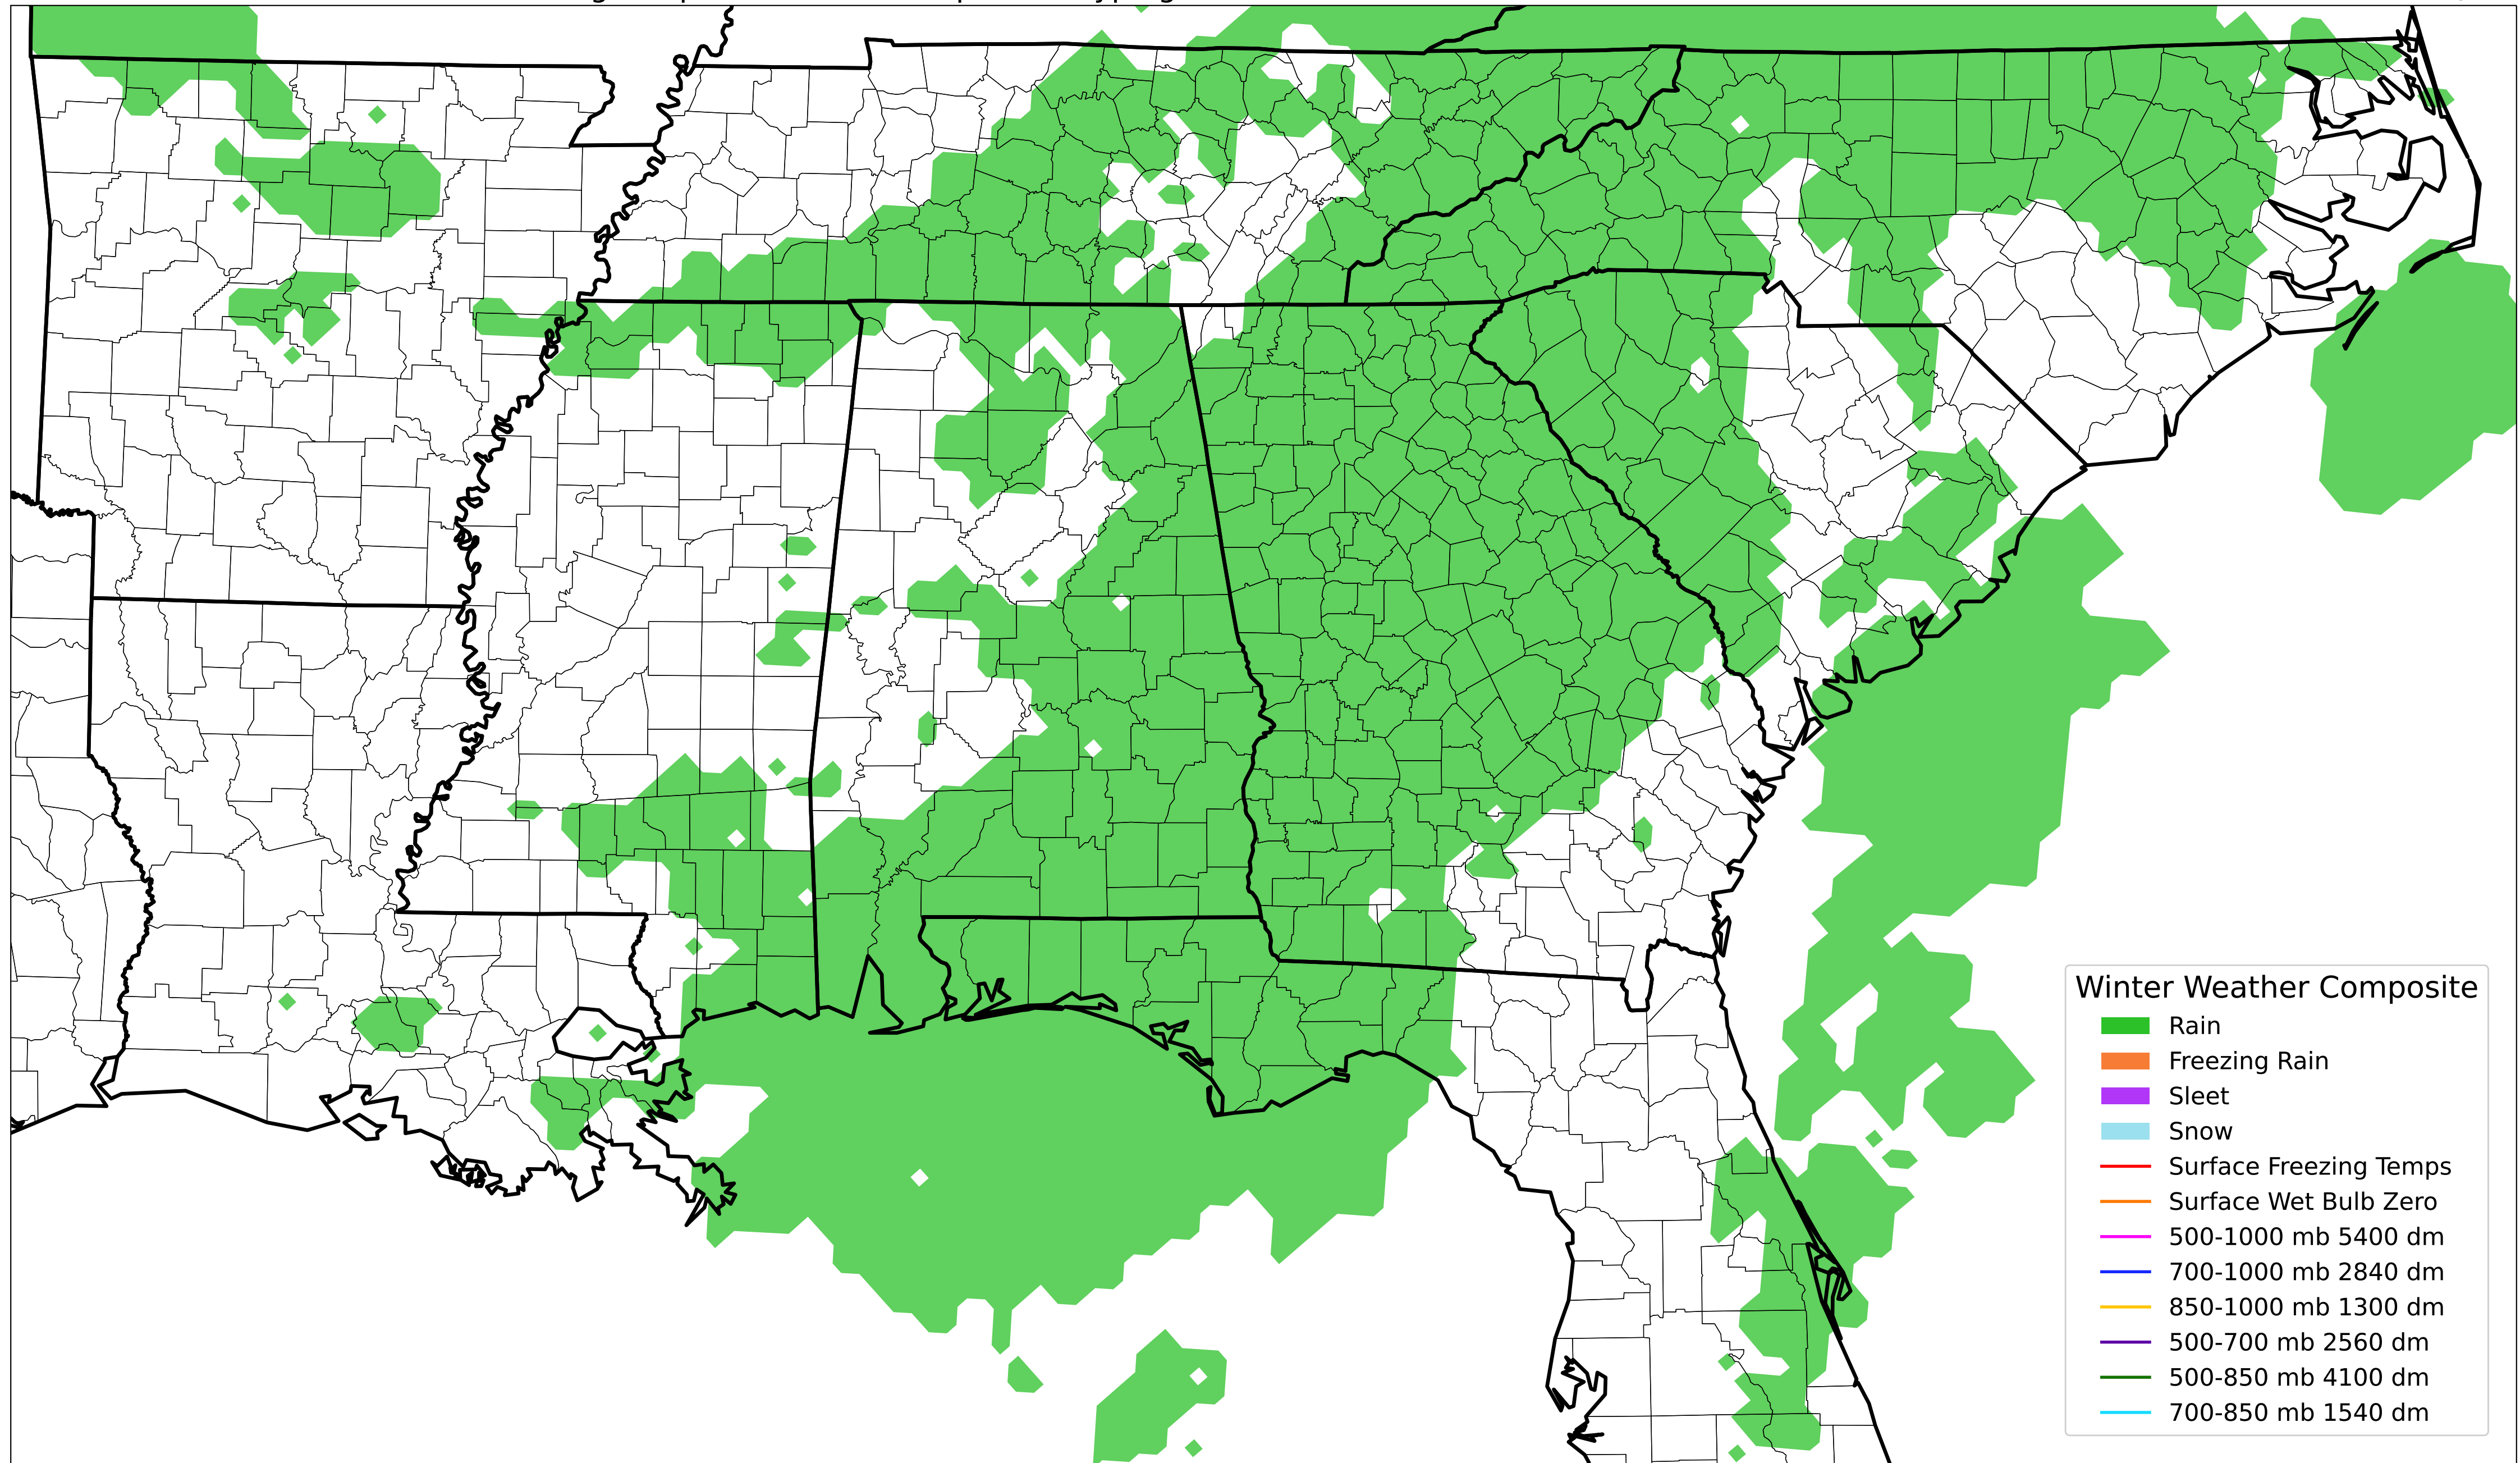 Winter Weather Composite
Rain
Freezing Rain
Sleet
Snow
Surface Freezing Temps
Surface Wet Bulb Zero
500-1000 mb 5400 dm
700-1000 mb 2840 dm
850-1000 mb 1300 dm
500-700 mb 2560 dm
500-850 mb 4100 dm
700-850 mb 1540 dm